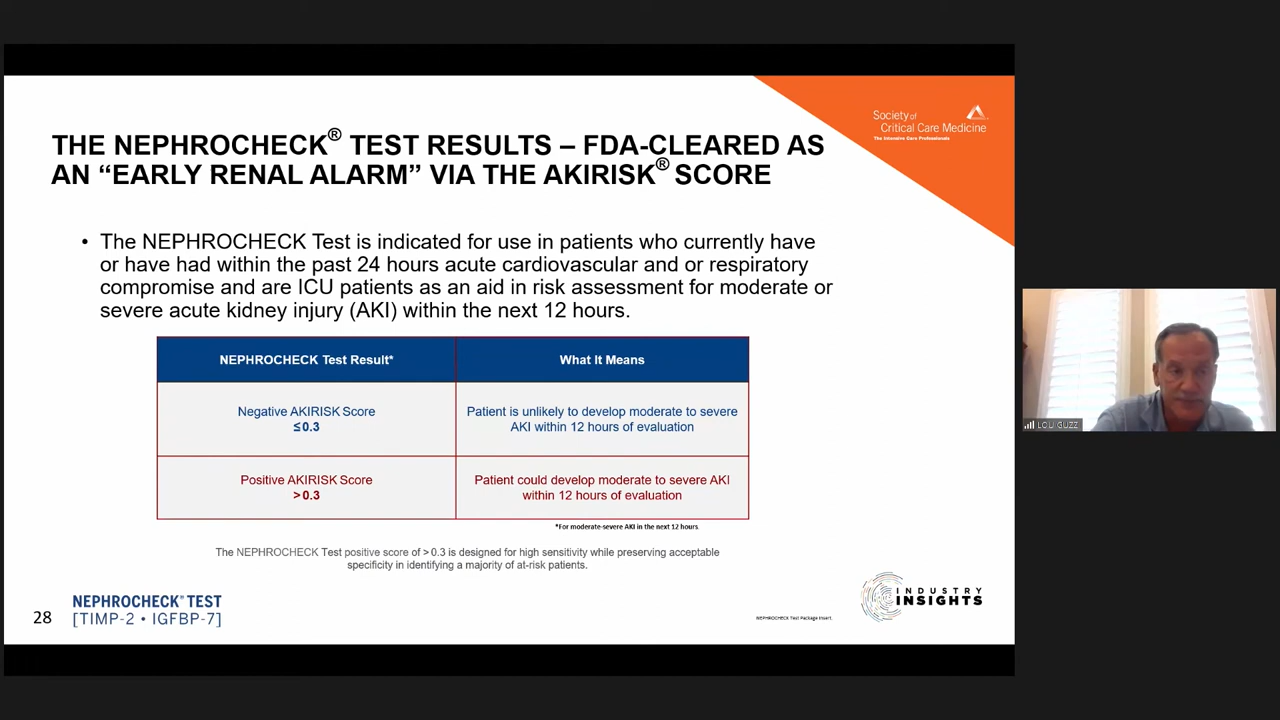 Society of
Critical Care Medicine
The Intensive Care Professionals
THE NEPHROCHECK® TEST RESULTS – FDA-CLEARED AS
AN “EARLY RENAL ALARM” VIA THE AKIRISK® SCORE
• The NEPHROCHECK Test is indicated for use in patients who currently have
or have had within the past 24 hours acute cardiovascular and or respiratory
compromise and are ICU patients as an aid in risk assessment for moderate or
severe acute kidney injury (AKI) within the next 12 hours.
NEPHROCHECK Test Result*
What It Means
Negative AKIRISK Score
≤0.3
Patient is unlikely to develop moderate to severe
AKI within 12 hours of evaluation
Positive AKIRISK Score
>0.3
Patient could develop moderate to severe AKI
within 12 hours of evaluation
*For moderate-severe AKI in the next 12 hours.
The NEPHROCHECK Test positive score of >0.3 is designed for high sensitivity while preserving acceptable
specificity in identifying a majority of at-risk patients.
28
NEPHROCHECK® TEST
[TIMP-2 • IGFBP-7]
NEPHROCHECK Test Package Insert.
INDUSTRY
INSIGHTS
LOU GUZZ